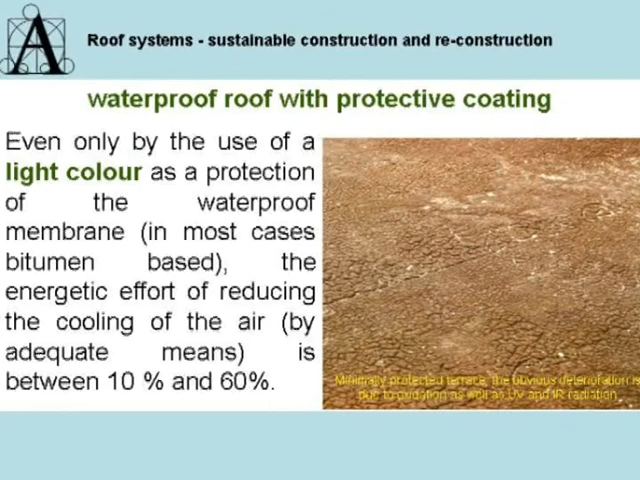 A
Roof systems - sustainable construction and re-construction
waterproof roof with protective coating
Even only by the use of a
light colour as a protection
of the waterproof
membrane (in most cases
bitumen based), the
energetic effort of reducing
the cooling of the air (by
adequate means) is
between 10 % and 60%.
Minimally protected terrace, the obvious deterioration is
due to oxidation as well as UV and IR radiation.